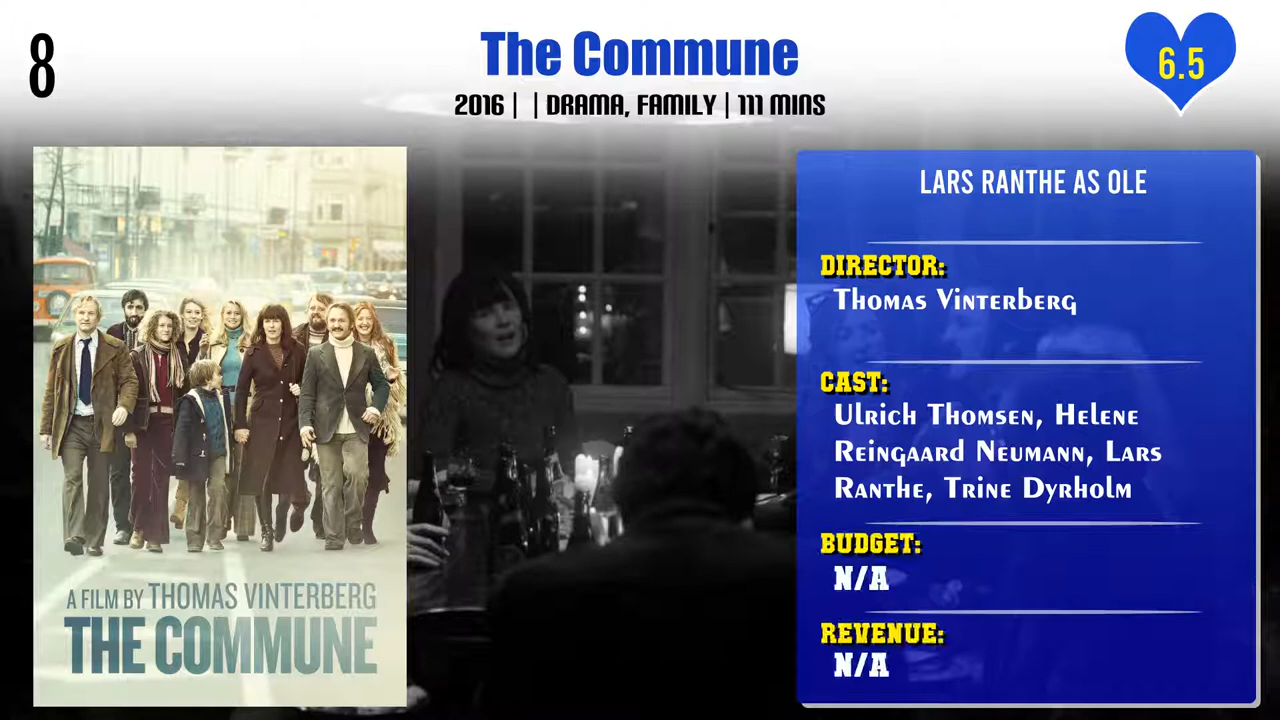 8
The Commune
6.5
2016 | | DRAMA, FAMILY | 111 MINS
LARS RANTHE AS OLE
DIRECTOR:
Thomas Vinterberg
CAST:
Ulrich Thomsen, Helene
Reingaard Neumann, Lars
Ranthe, Trine Dyrholm
BUDGET:
N/A
REVENUE:
N/A
A FILM BY THOMAS VINTERBERG
THE COMMUNE